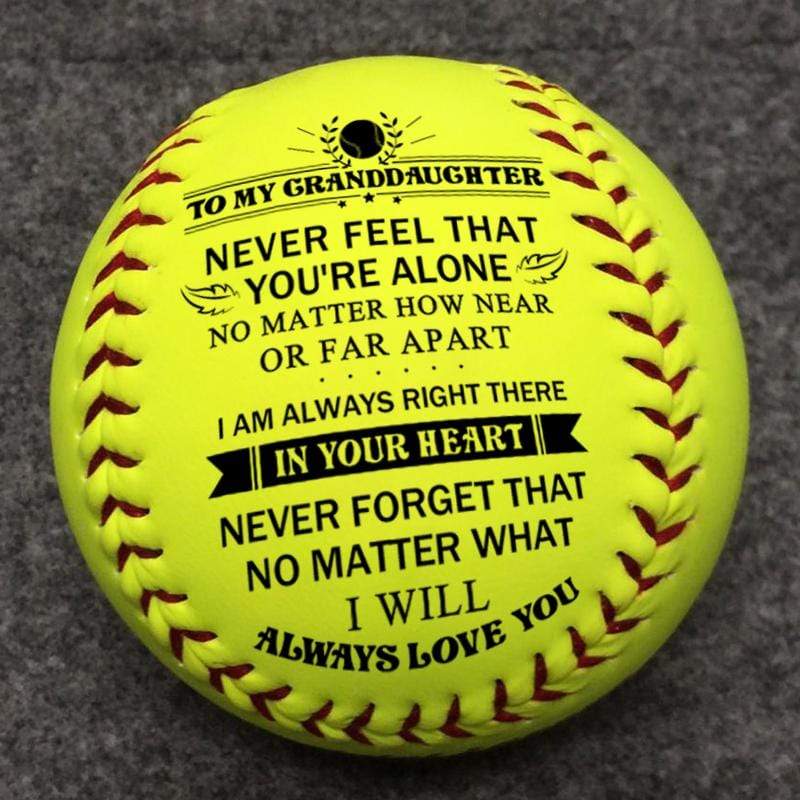 TO MY GRANDDAUGHTER
NEVER FEEL THAT
YOU'RE ALONE
NO MATTER HOW NEAR
OR FAR APART
I AM ALWAYS RIGHT THERE
IN YOUR HEART
NEVER FORGET THAT
NO MATTER WHAT
I WILL
ALWAYS LOVE YOU